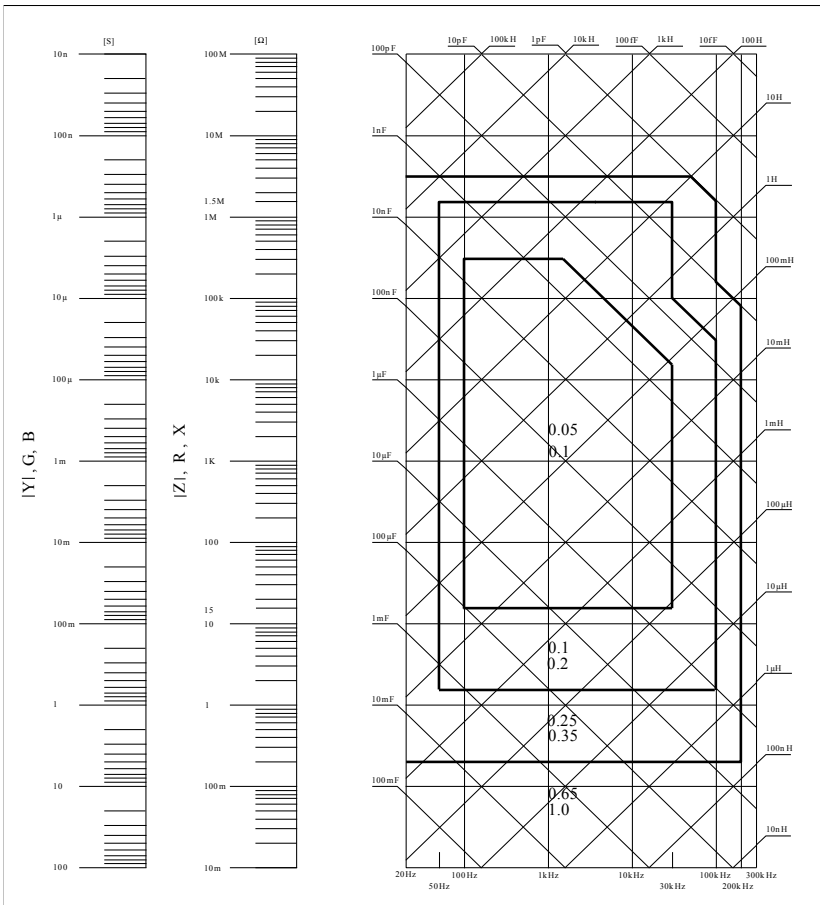 [S]
[Ω]
10n
100n
1µ
10µ
100µ
1m
10m
100m
1
10
100
|Y|, G, B
100M
10M
1.5M
1M
100k
10k
1K
100
15
10
1
100m
10m
|Z|, R, X
10pF
100kH
1pF
10kH
100fF
1kH
10fF
100H
100pF
1nF
10nF
100nF
1µF
10µF
100µF
1mF
10mF
100mF
10H
1H
100mH
10mH
1mH
100µH
10µH
1µH
100nH
10nH
0.05
0.1
0.1
0.2
0.25
0.35
0.65
1.0
20Hz
50Hz
100Hz
1kHz
10kHz
30kHz
100kHz
200kHz
300kHz